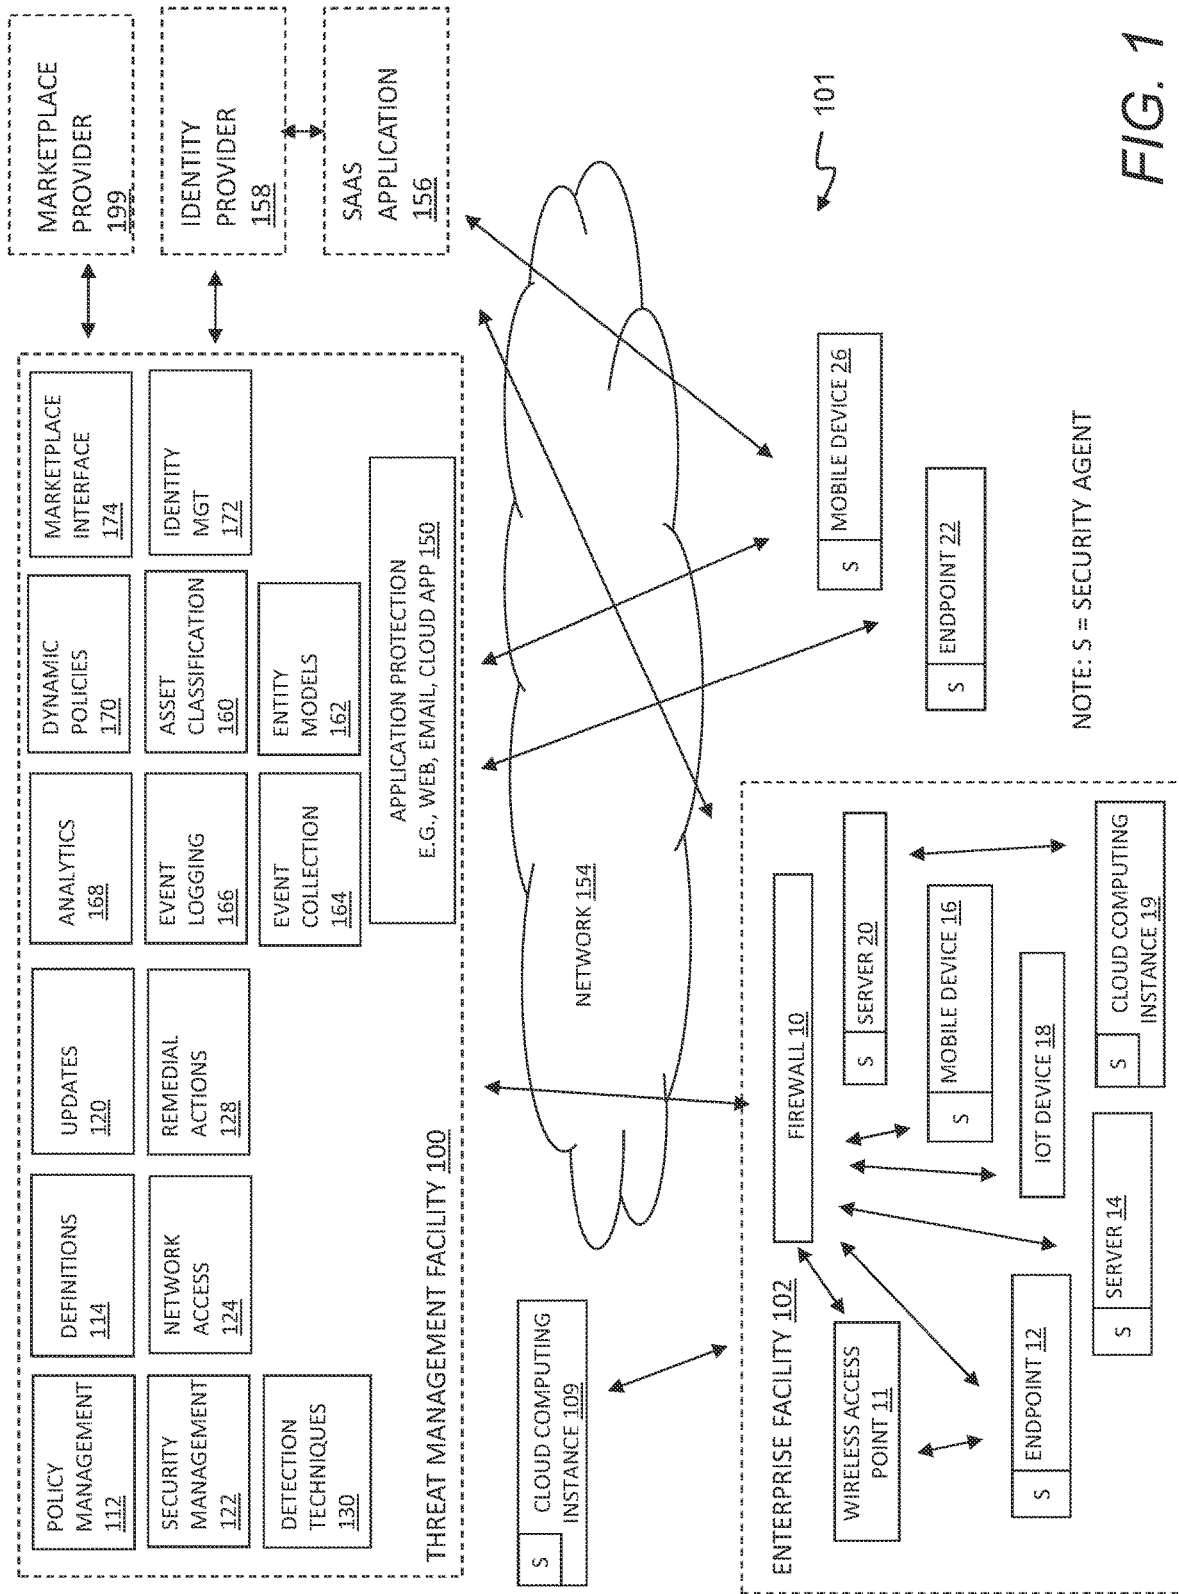 POLICY
MANAGEMENT
112
DEFINITIONS
114
UPDATES
120
ANALYTICS
168
DYNAMIC
POLICIES
170
MARKETPLACE
INTERFACE
174
MARKETPLACE
PROVIDER
199
SECURITY
MANAGEMENT
122
NETWORK
ACCESS
124
REMEDIAL
ACTIONS
128
EVENT
LOGGING
166
ASSET
CLASSIFICATION
160
IDENTITY
MGT
172
IDENTITY
PROVIDER
158
DETECTION
TECHNIQUES
130
EVENT
COLLECTION
164
ENTITY
MODELS
162
APPLICATION PROTECTION
E.G., WEB, EMAIL, CLOUD APP 150
THREAT MANAGEMENT FACILITY 100
SAAS
APPLICATION
156
S
CLOUD COMPUTING
INSTANCE 109
NETWORK 154
101
ENTERPRISE FACILITY 102
FIREWALL 10
WIRELESS ACCESS
POINT 11
S SERVER 20
S MOBILE DEVICE 16
IOT DEVICE 18
S ENDPOINT 12
S SERVER 14
S
CLOUD COMPUTING
INSTANCE 19
S MOBILE DEVICE 26
S ENDPOINT 22
NOTE: S = SECURITY AGENT
FIG. 1